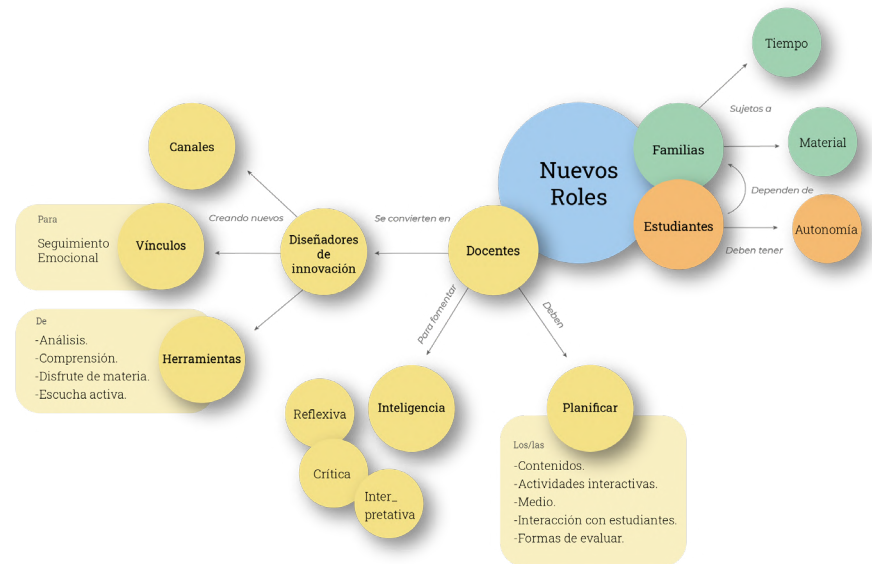 Tiempo
Sujetos a
Canales
Familias
Material
Nuevos
Roles
Dependen de
Para
Creando nuevos
Se convierten en
Estudiantes
Autonomía
Seguimiento
Emocional
Vínculos
Diseñadores
de
innovación
Docentes
Deben tener
De
-Análisis.
-Comprensión.
-Disfrute de materia.
-Escucha activa.
Herramientas
Para fomentar
Deben
Reflexiva
Inteligencia
Planificar
Crítica
Inter_
pretativa
Los/las
-Contenidos.
-Actividades interactivas.
-Medio.
-Interacción con estudiantes.
-Formas de evaluar.